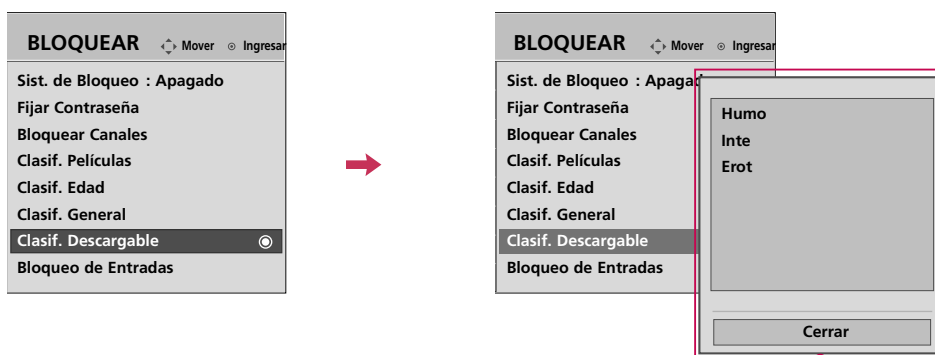 BLOQUEAR Mover Ingresar
Sist. de Bloqueo : Apagado
Fijar Contraseña
Bloquear Canales
Clasif. Películas
Clasif. Edad
Clasif. General
Clasif. Descargable
Bloqueo de Entradas
BLOQUEAR Mover Ingresar
Sist. de Bloqueo : Apagad
Fijar Contraseña
Bloquear Canales
Clasif. Películas
Clasif. Edad
Clasif. General
Clasif. Descargable
Bloqueo de Entradas
Humo
Inte
Erot
Cerrar